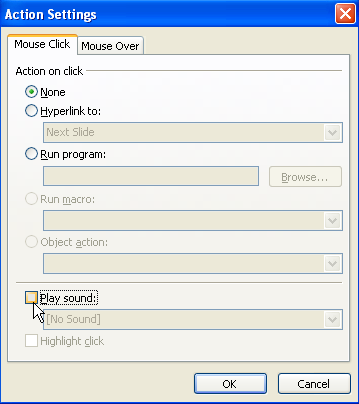 Action Settings
Mouse Click Mouse Over
Action on click
None
Hyperlink to:
Next Slide
Run program:
Browse...
Run macro:
Object action:
Play sound:
[No Sound]
Highlight click
OK Cancel